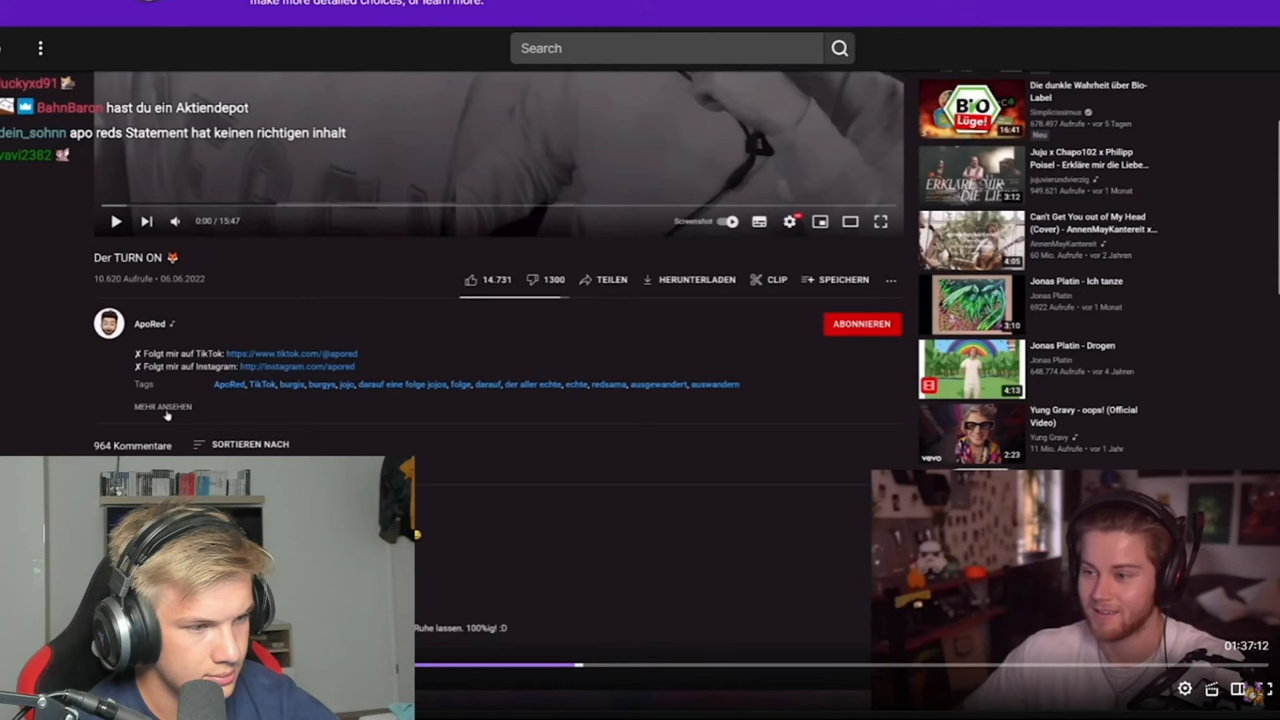 make more detailed choices, or learn more.
Search
luckyxd91
BahnBaron hast du ein Aktiendepot
dein_sohnn apo reds Statement hat keinen richtigen inhalt
vavi2382
0:00 / 15:47
Screenshot
Der TURN ON
10.620 Aufrufe • 06.06.2022
14.731
1300
TEILEN
HERUNTERLADEN
CLIP
SPEICHERN
ApoRed
ABONNIEREN
✗ Folgt mir auf TikTok: https://www.tiktok.com/@apored
✗ Folgt mir auf Instagram: http://instagram.com/apored
Tags ApoRed, TikTok, burgis, burgys, jojo, darauf eine folge jojos, folge, darauf, der aller echte, echte, redsama, ausgewandert, auswandern
MEHR ANSEHEN
964 Kommentare
SORTIEREN NACH
Ruhe lassen. 100%ig! :D
BIO
Lüge!
16:41
Die dunkle Wahrheit über Bio-
Label
Simplicissimus
678.497 Aufrufe • vor 5 Tagen
Neu
ERKLÄR MIR
DIE LIEBE
3:12
Juju x Chapo102 x Philipp
Poisel - Erkläre mir die Liebe...
jujuvierundvierzig
949.621 Aufrufe • vor 1 Monat
4:05
Can't Get You out of My Head
(Cover) - AnnenMayKantereit x...
AnnenMayKantereit
60 Mio. Aufrufe • vor 2 Jahren
3:10
Jonas Platin - Ich tanze
Jonas Platin
6922 Aufrufe • vor 1 Monat
4:13
Jonas Platin - Drogen
Jonas Platin
648.774 Aufrufe • vor 4 Jahren
vevo
2:23
Yung Gravy - oops! (Official
Video)
Yung Gravy
11 Mio. Aufrufe • vor 1 Jahr
01:37:12